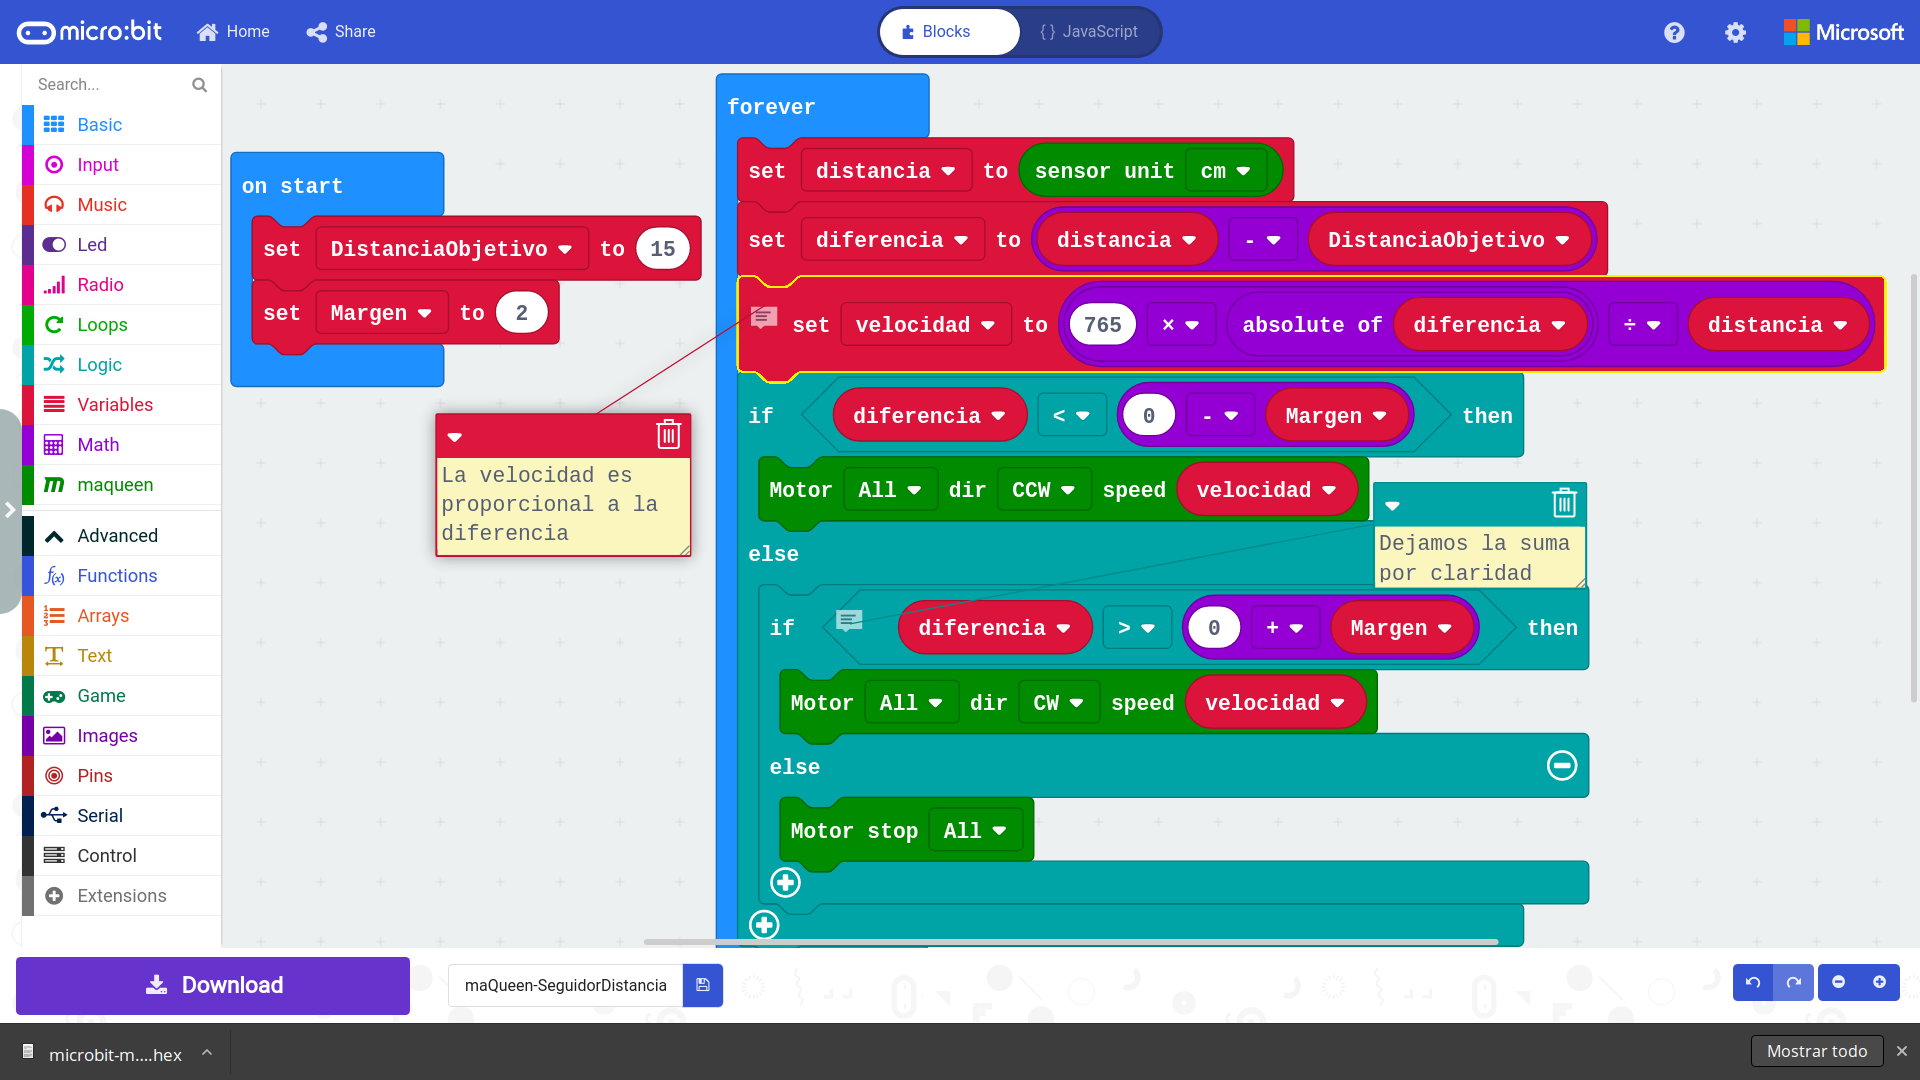 micro:bit Home Share Blocks { } JavaScript ? Microsoft
Search...
Basic
Input
Music
Led
Radio
Loops
Logic
Variables
Math
maqueen
Advanced
Functions
Arrays
Text
Game
Images
Pins
Serial
Control
Extensions
on start
set DistanciaObjetivo to 15
set Margen to 2
La velocidad es
proporcional a la
diferencia
forever
set distancia to sensor unit cm
set diferencia to distancia - DistanciaObjetivo
set velocidad to 765 × absolute of diferencia ÷ distancia
if diferencia < 0 - Margen then
Motor All dir CCW speed velocidad
else
Dejamos la suma
por claridad
if diferencia > 0 + Margen then
Motor All dir CW speed velocidad
else
Motor stop All
Download maQueen-SeguidorDistancia
microbit-m....hex Mostrar todo